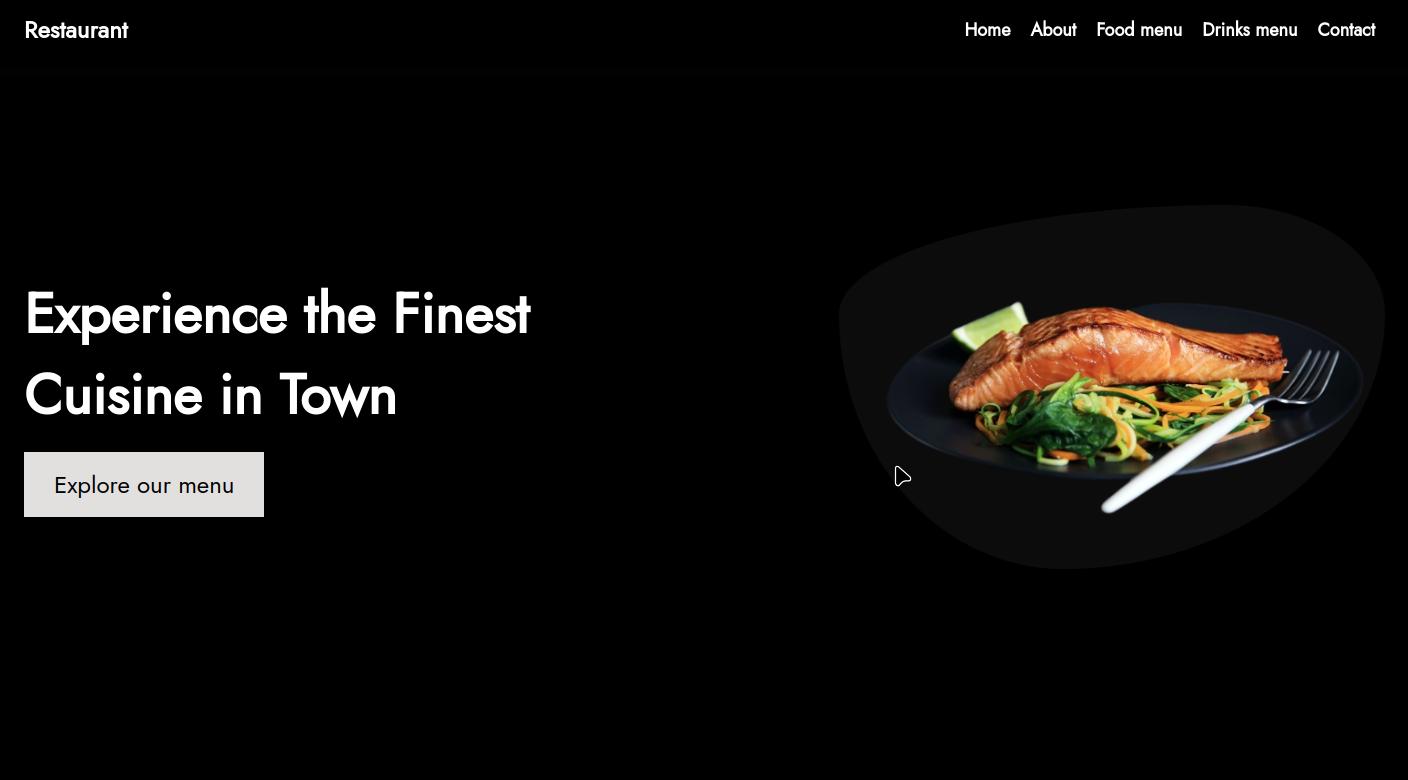 Restaurant
Home About Food menu Drinks menu Contact
Experience the Finest
Cuisine in Town
Explore our menu